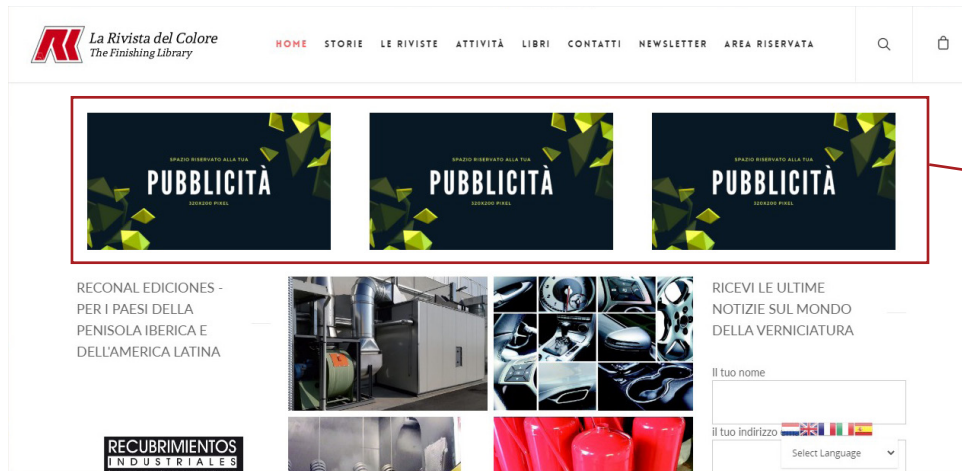 La Rivista del Colore
The Finishing Library
HOME STORIE LE RIVISTE ATTIVITÀ LIBRI CONTATTI NEWSLETTER AREA RISERVATA
SPAZIO RISERVATO ALLA TUA
PUBBLICITÀ
320X200 PIXEL
SPAZIO RISERVATO ALLA TUA
PUBBLICITÀ
320X200 PIXEL
SPAZIO RISERVATO ALLA TUA
PUBBLICITÀ
320X200 PIXEL
RECONAL EDICIONES -
PER I PAESI DELLA
PENISOLA IBERICA E
DELL'AMERICA LATINA
RECUBRIMIENTOS
INDUSTRIALES
RICEVI LE ULTIME
NOTIZIE SUL MONDO
DELLA VERNICIATURA
Il tuo nome
il tuo indirizzo
Select Language